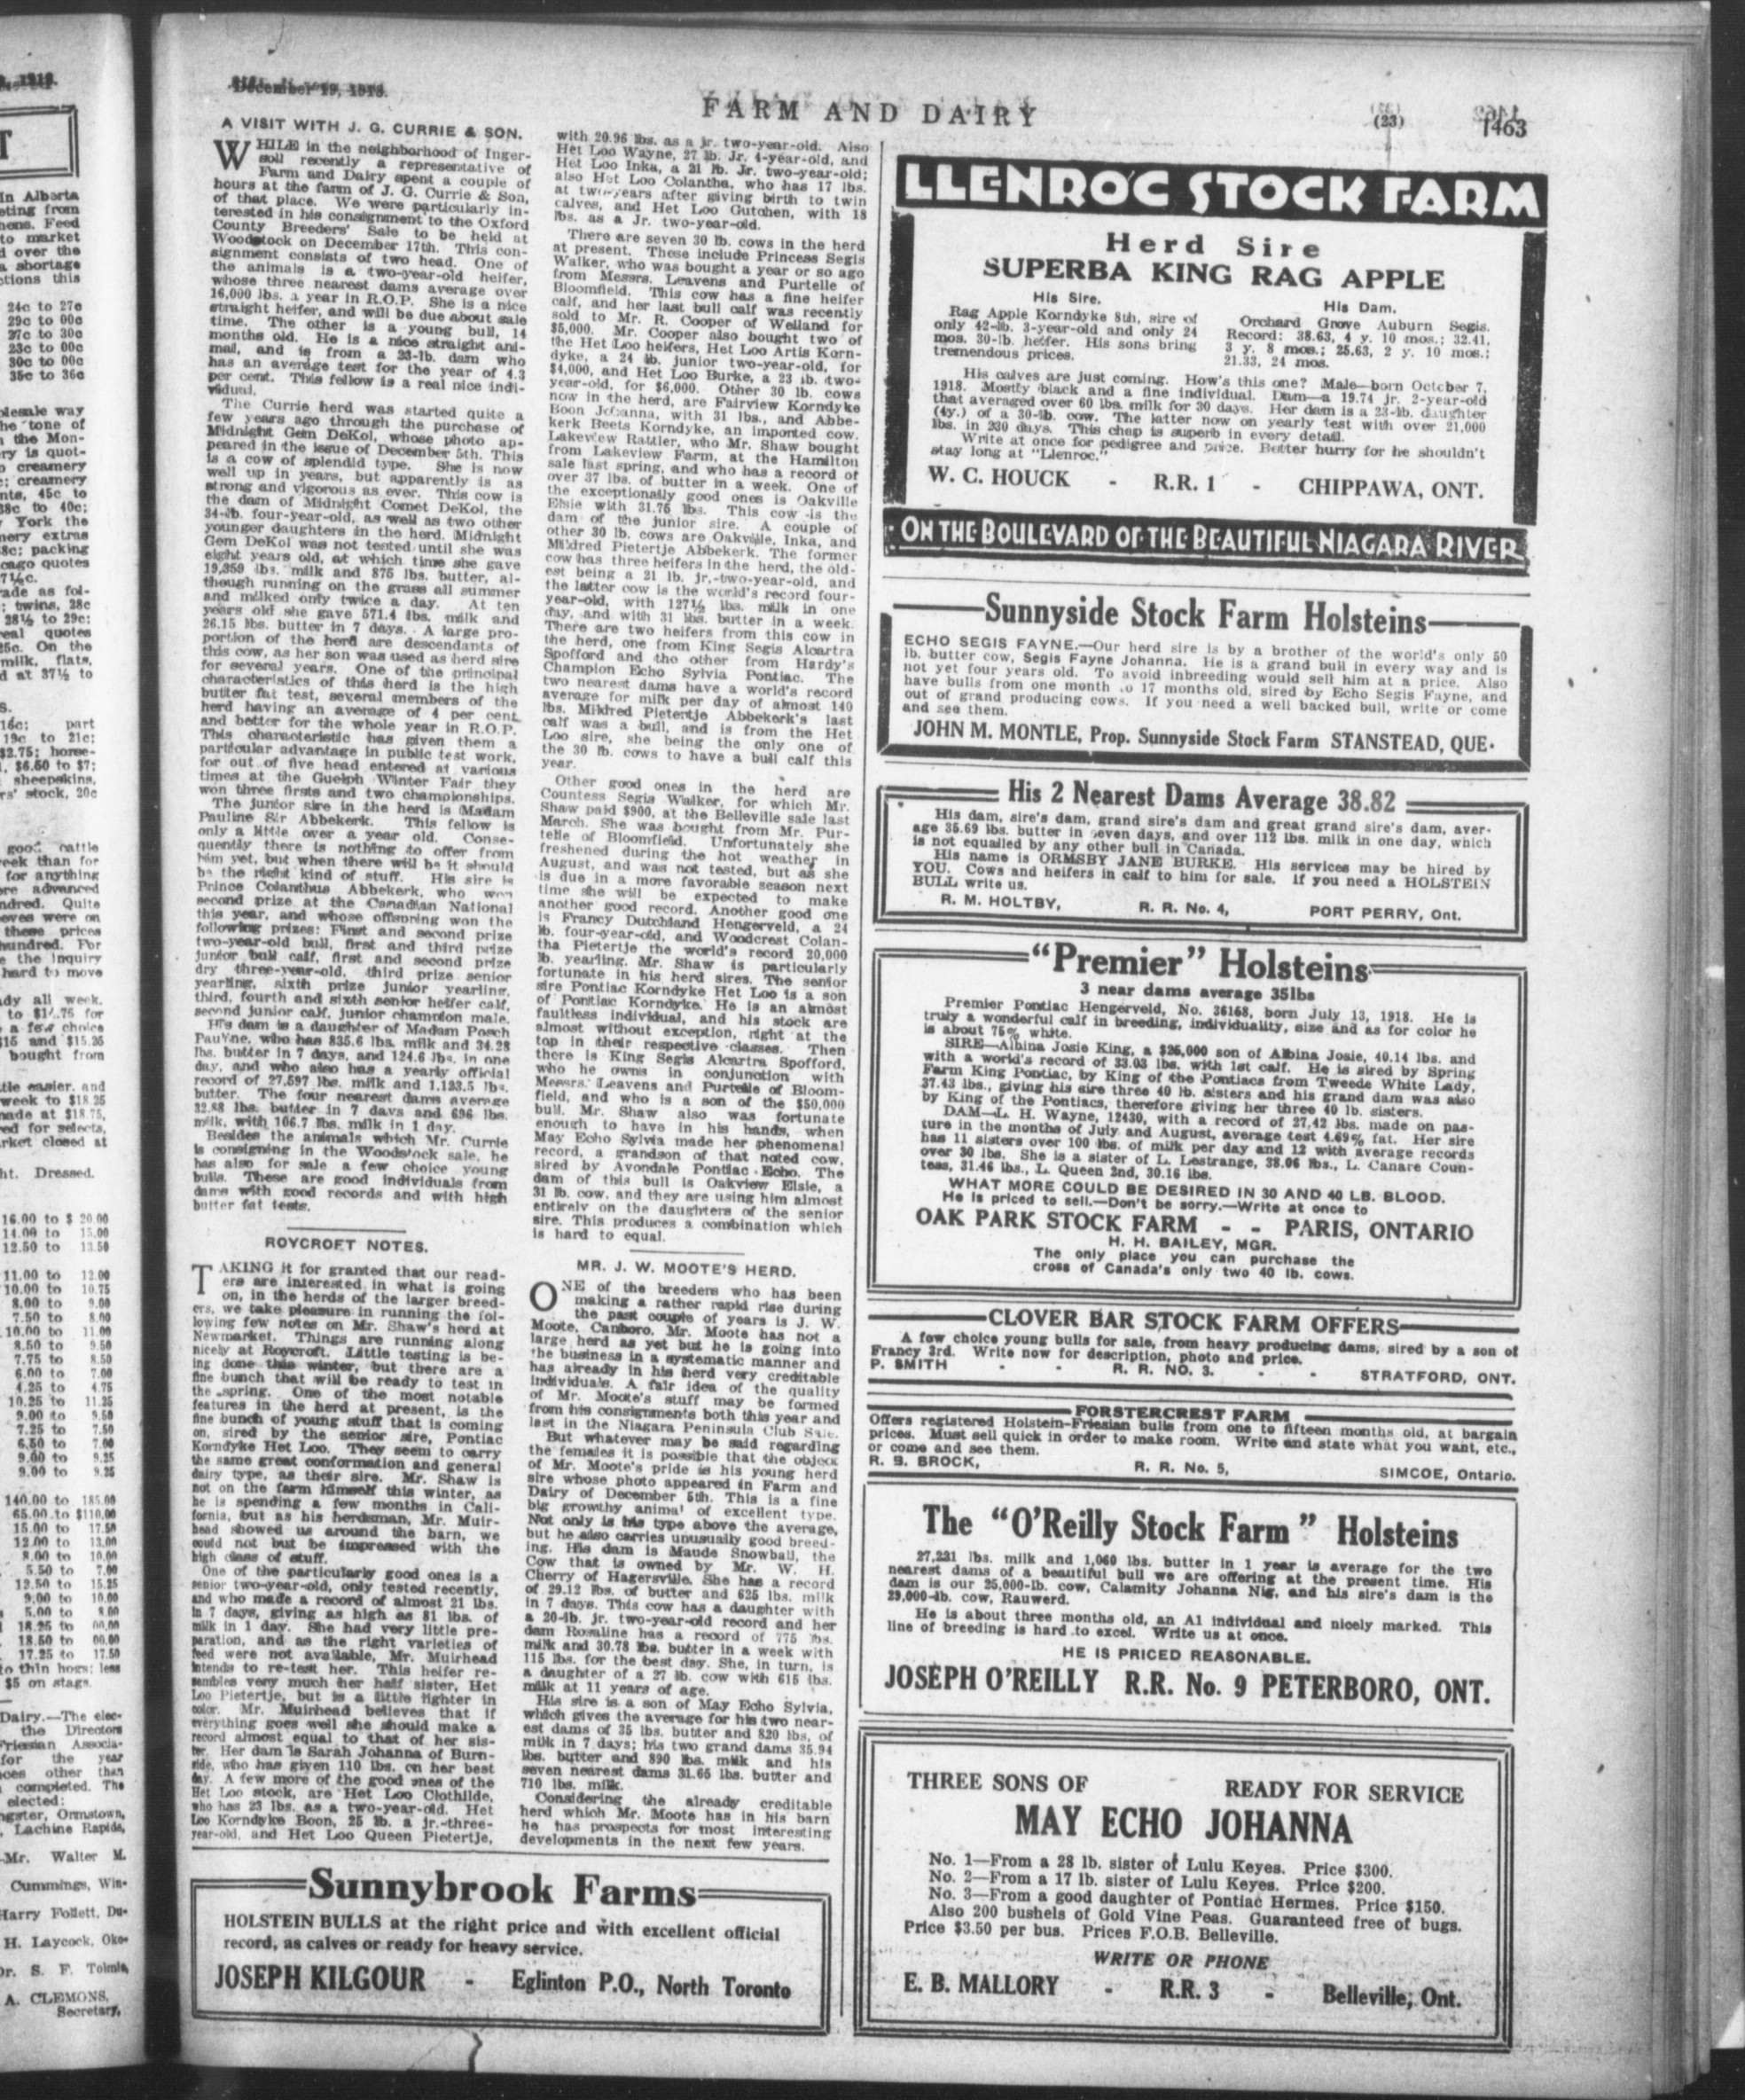 December 19, 1918.
FARM AND DAIRY
(23)
1463
A VISIT WITH J. G. CURRIE & SON.
WHILE in the neighborhood of Inger-
soll recently a representative of
Farm and Dairy spent a couple of
hours at the farm of J. G. Currie & Son,
of that place. We were particularly in-
terested in his consignment to the Oxford
County Breeders' Sale to be held at
Woodstock on December 17th. This con-
signment consists of two head. One of
the animals is a two-year-old heifer,
whose three nearest dams average over
16,000 lbs. a year in R.O.P. She is a nice
straight heifer, and will be due about sale
time. The other is a young bull, 14
months old. He is a nice straight ani-
mal, and is from a 23-lb. dam who
has an average test for the year of 4.3
per cent. This fellow is a real nice indi-
vidual.
The Currie herd was started quite a
few years ago through the purchase of
Midnight Gem DeKol, whose photo ap-
peared in the issue of December 5th. This
is a cow of splendid type. She is now
well up in years, but apparently is as
strong and vigorous as ever. This cow is
the dam of Midnight Comet DeKol, the
34-lb. four-year-old, as well as two other
younger daughters in the herd. Midnight
Gem DeKol was not tested until she was
eight years old, at which time she gave
19,359 lbs. milk and 875 lbs. butter, al-
though running on the grass all summer
and milked only twice a day. At ten
years old she gave 571.4 lbs. milk and
26.15 lbs. butter in 7 days. A large pro-
portion of the herd are descendants of
this cow, as her son was used as herd sire
for several years. One of the principal
characteristics of this herd is the high
butter fat test, several members of the
herd having an average of 4 per cent.
and better for the whole year in R.O.P.
This characteristic has given them a
particular advantage in public test work,
for out of five head entered at various
times at the Guelph Winter Fair they
won three firsts and two championships.
The junior sire in the herd is Madam
Pauline Sir Abbekerk. This fellow is
only a little over a year old. Conse-
quently there is nothing to offer from
him yet, but when there will be it should
be the right kind of stuff. His sire is
Prince Colanthus Abbekerk, who won
second prize at the Canadian National
this year, and whose offspring won the
following prizes: First and second prize
two-year-old bull, first and third prize
junior bull calf, first and second prize
dry three-year-old, third prize senior
yearling, sixth prize junior yearling,
third, fourth and sixth senior heifer calf,
second junior calf, junior champion male.
His dam is a daughter of Madam Posch
Pauline, who has 835.6 lbs. milk and 34.28
lbs. butter in 7 days, and 124.6 lbs. in one
day, and who also has a yearly official
record of 27,597 lbs. milk and 1,123.5 lbs.
butter. The four nearest dams average
32.88 lbs. butter in 7 days and 696 lbs.
milk, with 106.7 lbs. milk in 1 day.
Besides the animals which Mr. Currie
is consigning in the Woodstock sale, he
has also for sale a few choice young
bulls. These are good individuals from
dams with good records and with high
butter fat tests.
ROYCROFT NOTES.
TAKING it for granted that our read-
ers are interested in what is going
on, in the herds of the larger breed-
ers, we take pleasure in running the fol-
lowing few notes on Mr. Shaw's herd at
Newmarket. Things are running along
nicely at Roycroft. Little testing is be-
ing done this winter, but there are a
fine bunch that will be ready to test in
the spring. One of the most notable
features in the herd at present, is the
fine bunch of young stuff that is coming
on, sired by the senior sire, Pontiac
Korndyke Het Loo. They seem to carry
the same great conformation and general
dairy type, as their sire. Mr. Shaw is
not on the farm himself this winter, as
he is spending a few months in Cali-
fornia, but as his herdsman, Mr. Muir-
head showed us around the barn, we
could not but be impressed with the
high class of stuff.
One of the particularly good ones is a
senior two-year-old, only tested recently,
and who made a record of almost 21 lbs.
in 7 days, giving as high as 81 lbs. of
milk in 1 day. She had very little pre-
paration, and as the right varieties of
feed were not available, Mr. Muirhead
intends to re-test her. This heifer re-
sembles very much her half sister, Het
Loo Pietertje, but is a little lighter in
color. Mr. Muirhead believes that if
everything goes well she should make a
record almost equal to that of her sis-
ter. Her dam is Sarah Johanna of Burn-
side, who has given 110 lbs. on her best
day. A few more of the good ones of the
Het Loo stock, are Het Loo Clothilde,
who has 23 lbs. as a two-year-old. Het
Loo Korndyke Boon, 25 lb. a jr.-three-
year-old, and Het Loo Queen Pietertje,
with 20.96 lbs. as a jr. two-year-old. Also
Het Loo Wayne, 27 lb. Jr. 4-year-old, and
Het Loo Inka, a 21 lb. Jr. two-year-old;
also Het Loo Colantha, who has 17 lbs.
at two-years after giving birth to twin
calves, and Het Loo Gutchen, with 18
lbs. as a Jr. two-year-old.
There are seven 30 lb. cows in the herd
at present. These include Princess Segis
Walker, who was bought a year or so ago
from Messrs. Leavens and Purtelle of
Bloomfield. This cow has a fine heifer
calf, and her last bull calf was recently
sold to Mr. R. Cooper of Welland for
$5,000. Mr. Cooper also bought two of
the Het Loo heifers, Het Loo Artis Korn-
dyke, a 24 lb. junior two-year-old, for
$4,000, and Het Loo Burke, a 23 lb. two-
year-old, for $6,000. Other 30 lb. cows
now in the herd, are Fairview Korndyke
Boon Johanna, with 31 lbs., and Abbe-
kerk Beets Korndyke, an imported cow.
Lakeview Rattler, who Mr. Shaw bought
from Lakeview Farm, at the Hamilton
sale last spring, and who has a record of
over 37 lbs. of butter in a week. One of
the exceptionally good ones is Oakville
Elsie with 31.76 lbs. This cow is the
dam of the junior sire. A couple of
other 30 lb. cows are Oakville, Inka, and
Mildred Pietertje Abbekerk. The former
cow has three heifers in the herd, the old-
est being a 21 lb. jr.-two-year-old, and
the latter cow is the world's record four-
year-old, with 127½ lbs. milk in one
day, and with 31 lbs. butter in a week.
There are two heifers from this cow in
the herd, one from King Segis Alcartra
Spofford and the other from Hardy's
Champion Echo Sylvia Pontiac. The
two nearest dams have a world's record
average for milk per day of almost 140
lbs. Mildred Pietertje Abbekerk's last
calf was a bull, and is from the Het
Loo sire, she being the only one of
the 30 lb. cows to have a bull calf this
year.
Other good ones in the herd are
Countess Segis Walker, for which Mr.
Shaw paid $900, at the Belleville sale last
March. She was bought from Mr. Pur-
telle of Bloomfield. Unfortunately she
freshened during the hot weather in
August, and was not tested, but as she
is due in a more favorable season next
time she will be expected to make
another good record. Another good one
is Francy Dutchland Hengerveld, a 24
lb. four-year-old, and Woodcrest Colan-
tha Pietertje the world's record 20,000
lb. yearling. Mr. Shaw is particularly
fortunate in his herd sires. The senior
sire Pontiac Korndyke Het Loo is a son
of Pontiac Korndyke. He is an almost
faultless individual, and his stock are
almost without exception, right at the
top in their respective classes. Then
there is King Segis Alcartra Spofford,
who he owns in conjunction with
Messrs. Leavens and Purtelle of Bloom-
field, and who is a son of the $50,000
bull. Mr. Shaw also was fortunate
enough to have in his hands, when
May Echo Sylvia made her phenomenal
record, a grandson of that noted cow,
sired by Avondale Pontiac Echo. The
dam of this bull is Oakview Elsie, a
31 lb. cow, and they are using him almost
entirely on the daughters of the senior
sire. This produces a combination which
is hard to equal.
MR. J. W. MOOTE'S HERD.
ONE of the breeders who has been
making a rather rapid rise during
the past couple of years is J. W.
Moote, Canboro. Mr. Moote has not a
large herd as yet but he is going into
the business in a systematic manner and
has already in his herd very creditable
individuals. A fair idea of the quality
of Mr. Moote's stuff may be formed
from his consignments both this year and
last in the Niagara Peninsula Club Sale.
But whatever may be said regarding
the females it is possible that the object
of Mr. Moote's pride is his young herd
sire whose photo appeared in Farm and
Dairy of December 5th. This is a fine
big growthy animal of excellent type.
Not only is his type above the average,
but he also carries unusually good breed-
ing. His dam is Maude Snowball, the
Cow that is owned by Mr. W. H.
Cherry of Hagersville. She has a record
of 29.12 lbs. of butter and 625 lbs. milk
in 7 days. This cow has a daughter with
a 20-lb. jr. two-year-old record and her
dam Rosaline has a record of 775 lbs.
milk and 30.78 lbs. butter in a week with
115 lbs. for the best day. She, in turn, is
a daughter of a 27 lb. cow with 615 lbs.
milk at 11 years of age.
His sire is a son of May Echo Sylvia,
which gives the average for his two near-
est dams of 35 lbs. butter and 820 lbs. of
milk in 7 days; his two grand dams 35.94
lbs. butter and 890 lbs. milk and his
seven nearest dams 31.65 lbs. butter and
710 lbs. milk.
Considering the already creditable
herd which Mr. Moote has in his barn
he has prospects for most interesting
developments in the next few years.
Sunnybrook Farms
HOLSTEIN BULLS at the right price and with excellent official
record, as calves or ready for heavy service.
JOSEPH KILGOUR - Eglinton P.O., North Toronto
LLENROC STOCK FARM
Herd Sire
SUPERBA KING RAG APPLE
His Sire.
Rag Apple Korndyke 8th, sire of
only 42-lb. 3-year-old and only 24
mos. 30-lb. heifer. His sons bring
tremendous prices.
His Dam.
Orchard Grove Auburn Segis.
Record: 38.63, 4 y. 10 mos.; 32.41,
3 y. 8 mos.; 25.63, 2 y. 10 mos.;
21.33, 24 mos.
His calves are just coming. How's this one? Male—born October 7,
1918. Mostly black and a fine individual. Dam—a 19.74 jr. 2-year-old
that averaged over 60 lbs. milk for 30 days. Her dam is a 23-lb. daughter
(4y.) of a 30-lb. cow. The latter now on yearly test with over 21,000
lbs. in 230 days. This chap is superb in every detail.
Write at once for pedigree and price. Better hurry for he shouldn't
stay long at "Llenroc."
W. C. HOUCK - R.R. 1 - CHIPPAWA, ONT.
ON THE BOULEVARD OF THE BEAUTIFUL NIAGARA RIVER
Sunnyside Stock Farm Holsteins
ECHO SEGIS FAYNE.—Our herd sire is by a brother of the world's only 50
lb. butter cow, Segis Fayne Johanna. He is a grand bull in every way and is
not yet four years old. To avoid inbreeding would sell him at a price. Also
have bulls from one month to 17 months old, sired by Echo Segis Fayne, and
out of grand producing cows. If you need a well backed bull, write or come
and see them.
JOHN M. MONTLE, Prop. Sunnyside Stock Farm STANSTEAD, QUE.
His 2 Nearest Dams Average 38.82
His dam, sire's dam, grand sire's dam and great grand sire's dam, aver-
age 35.69 lbs. butter in seven days, and over 112 lbs. milk in one day, which
is not equalled by any other bull in Canada.
His name is ORMSBY JANE BURKE. His services may be hired by
YOU. Cows and heifers in calf to him for sale. If you need a HOLSTEIN
BULL write us.
R. M. HOLTBY, R. R. No. 4, PORT PERRY, Ont.
"Premier" Holsteins
3 near dams average 35lbs
Premier Pontiac Hengerveld, No. 36168, born July 13, 1918. He is
truly a wonderful calf in breeding, individuality, size and as for color he
is about 75% white.
SIRE—Albina Josie King, a $25,000 son of Albina Josie, 40.14 lbs. and
with a world's record of 33.03 lbs. with 1st calf. He is sired by Spring
Farm King Pontiac, by King of the Pontiacs from Tweede White Lady,
37.43 lbs., giving his sire three 40 lb. sisters and his grand dam was also
by King of the Pontiacs, therefore giving her three 40 lb. sisters.
DAM—L. H. Wayne, 12430, with a record of 27.42 lbs. made on pas-
ture in the months of July and August, average test 4.69% fat. Her sire
has 11 sisters over 100 lbs. of milk per day and 12 with average records
over 30 lbs. She is a sister of L. Lestrange, 38.06 lbs., L. Canare Coun-
teas, 31.46 lbs., L. Queen 2nd, 30.16 lbs.
WHAT MORE COULD BE DESIRED IN 30 AND 40 LB. BLOOD.
He is priced to sell.—Don't be sorry.—Write at once to
OAK PARK STOCK FARM - - PARIS, ONTARIO
H. H. BAILEY, MGR.
The only place you can purchase the
cross of Canada's only two 40 lb. cows.
CLOVER BAR STOCK FARM OFFERS
A few choice young bulls for sale, from heavy producing dams, sired by a son of
Francy 3rd. Write now for description, photo and price.
P. SMITH - - R. R. NO. 3. - - STRATFORD, ONT.
FORSTERCREST FARM
Offers registered Holstein-Friesian bulls from one to fifteen months old, at bargain
prices. Must sell quick in order to make room. Write and state what you want, etc.,
or come and see them.
R. B. BROCK, R. R. No. 5, SIMCOE, Ontario.
The "O'Reilly Stock Farm" Holsteins
27,221 lbs. milk and 1,060 lbs. butter in 1 year is average for the two
nearest dams of a beautiful bull we are offering at the present time. His
dam is our 25,000-lb. cow, Calamity Johanna Nig, and his sire's dam is the
29,000-lb. cow, Rauwerd.
He is about three months old, an A1 individual and nicely marked. This
line of breeding is hard to excel. Write us at once.
HE IS PRICED REASONABLE.
JOSEPH O'REILLY R.R. No. 9 PETERBORO, ONT.
THREE SONS OF READY FOR SERVICE
MAY ECHO JOHANNA
No. 1—From a 28 lb. sister of Lulu Keyes. Price $300.
No. 2—From a 17 lb. sister of Lulu Keyes. Price $200.
No. 3—From a good daughter of Pontiac Hermes. Price $150.
Also 200 bushels of Gold Vine Peas. Guaranteed free of bugs.
Price $3.50 per bus. Prices F.O.B. Belleville.
WRITE OR PHONE
E. B. MALLORY - R.R. 3 - Belleville, Ont.